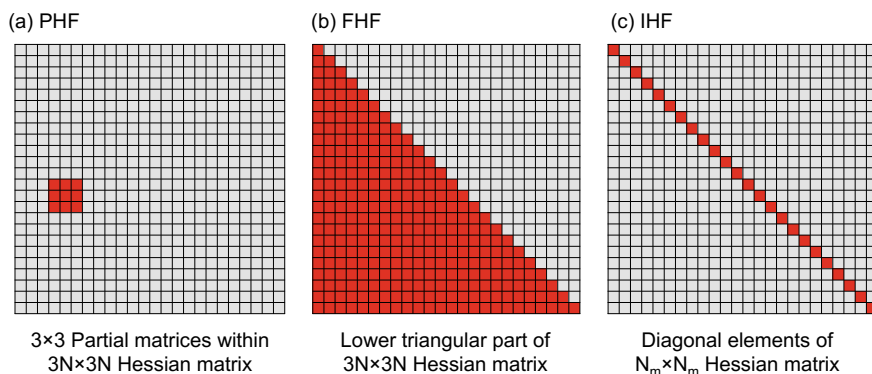 (a) PHF
(b) FHF
(c) IHF
3×3 Partial matrices within
3N×3N Hessian matrix
Lower triangular part of
3N×3N Hessian matrix
Diagonal elements of
Nₘ×Nₘ Hessian matrix